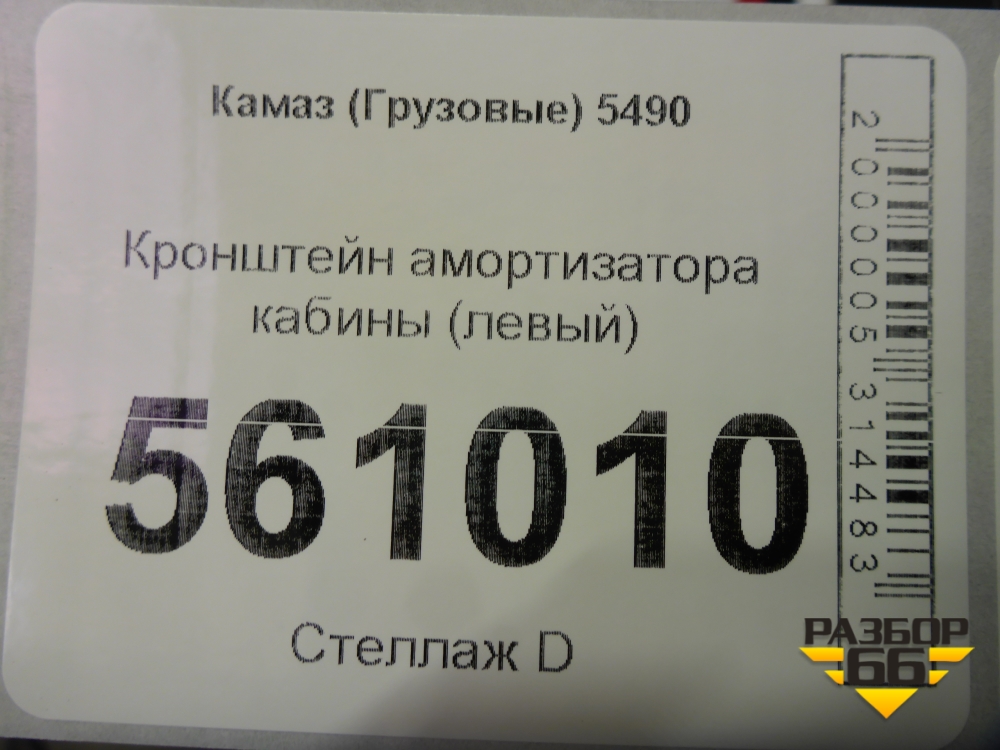 Камаз (Грузовые) 5490
Кронштейн амортизатора
кабины (левый)
561010
Стеллаж D
2000005314483
РАЗБОР
66